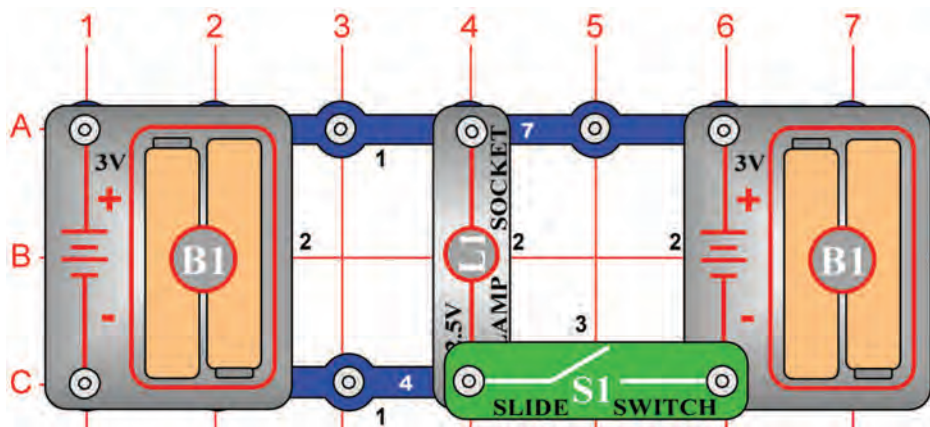 1 2 3 4 5 6 7
A
7
1
3V
+
SOCKET
3V
+
B
B1
2
L1
2
2
B1
-
2.5V
LAMP
3
-
C
4
S1
SLIDE SWITCH
1